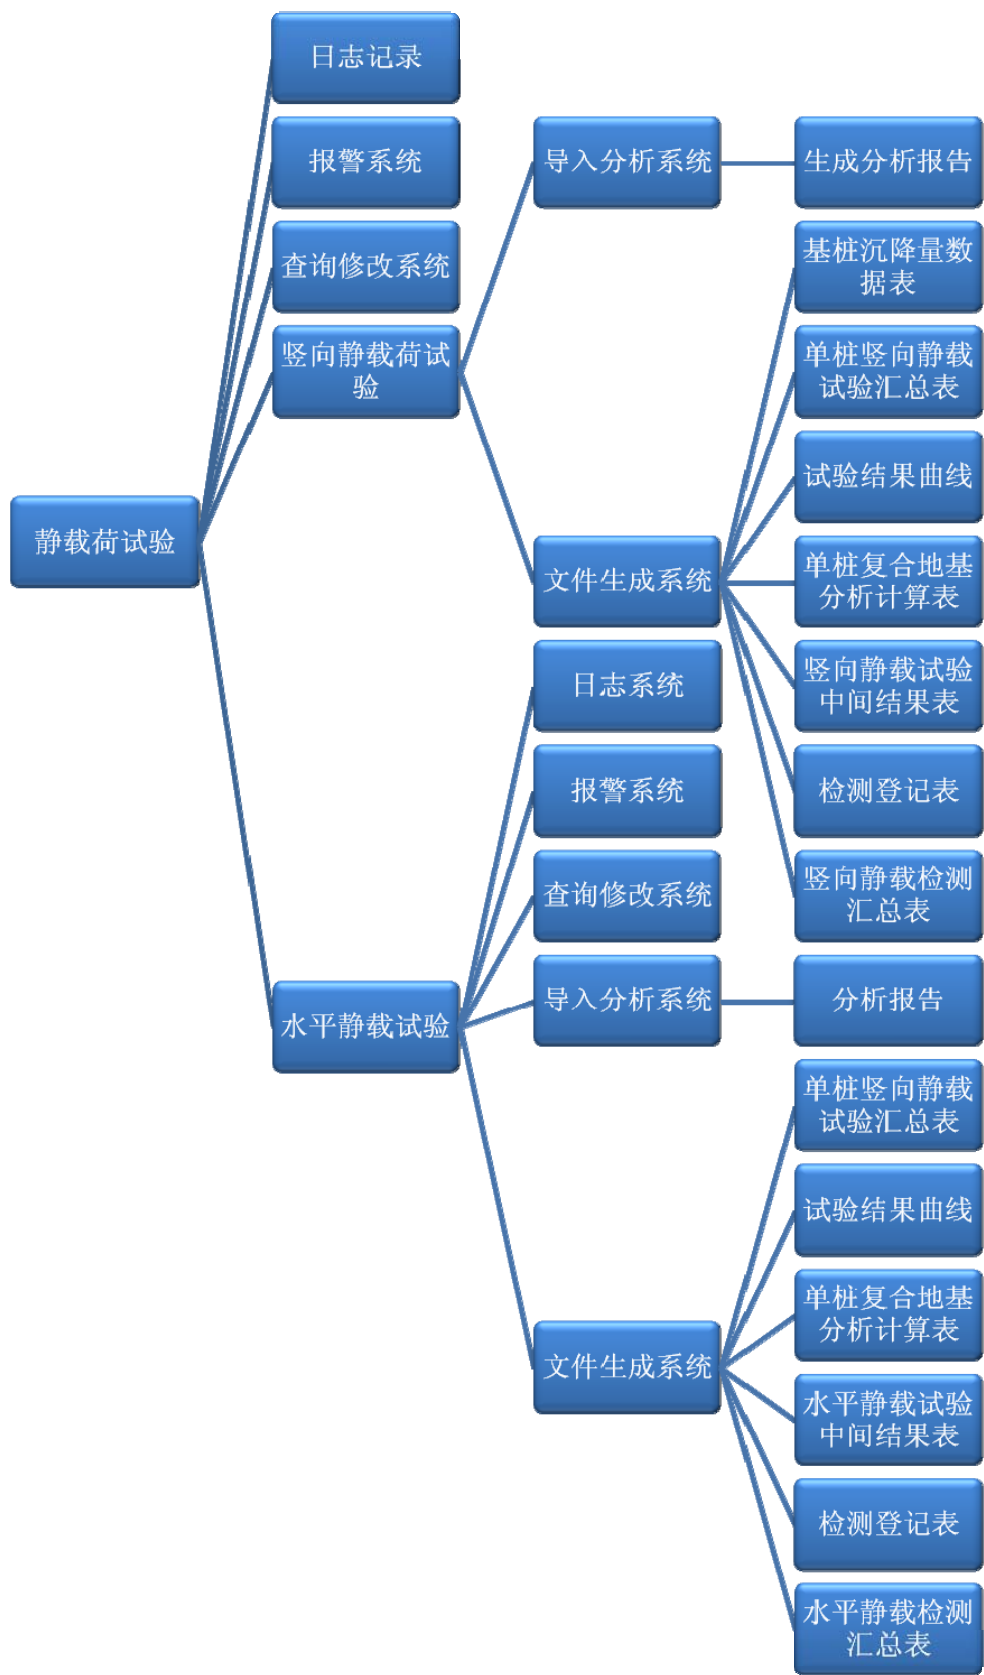 日志记录
报警系统
查询修改系统
竖向静载荷试
验
静载荷试验
水平静载试验
导入分析系统
文件生成系统
日志系统
报警系统
查询修改系统
导入分析系统
文件生成系统
生成分析报告
基桩沉降量数
据表
单桩竖向静载
试验汇总表
试验结果曲线
单桩复合地基
分析计算表
竖向静载试验
中间结果表
检测登记表
竖向静载检测
汇总表
分析报告
单桩竖向静载
试验汇总表
试验结果曲线
单桩复合地基
分析计算表
水平静载试验
中间结果表
检测登记表
水平静载检测
汇总表